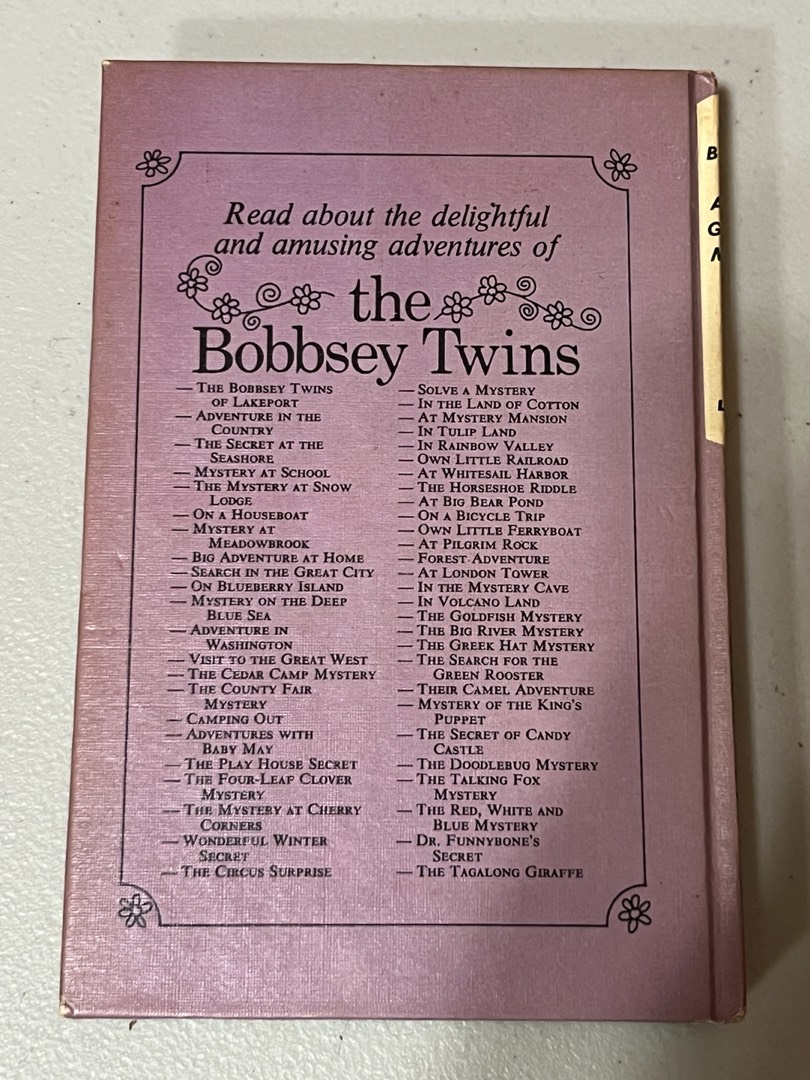 Read about the delightful
and amusing adventures of
the
Bobbsey Twins
— THE BOBBSEY TWINS
OF LAKEPORT
— ADVENTURE IN THE
COUNTRY
— THE SECRET AT THE
SEASHORE
— MYSTERY AT SCHOOL
— THE MYSTERY AT SNOW
LODGE
— ON A HOUSEBOAT
— MYSTERY AT
MEADOWBROOK
— BIG ADVENTURE AT HOME
— SEARCH IN THE GREAT CITY
— ON BLUEBERRY ISLAND
— MYSTERY ON THE DEEP
BLUE SEA
— ADVENTURE IN
WASHINGTON
— VISIT TO THE GREAT WEST
— THE CEDAR CAMP MYSTERY
— THE COUNTY FAIR
MYSTERY
— CAMPING OUT
— ADVENTURES WITH
BABY MAY
— THE PLAY HOUSE SECRET
— THE FOUR-LEAF CLOVER
MYSTERY
— THE MYSTERY AT CHERRY
CORNERS
— WONDERFUL WINTER
SECRET
— THE CIRCUS SURPRISE
— SOLVE A MYSTERY
— IN THE LAND OF COTTON
— AT MYSTERY MANSION
— IN TULIP LAND
— IN RAINBOW VALLEY
— OWN LITTLE RAILROAD
— AT WHITESAIL HARBOR
— THE HORSESHOE RIDDLE
— AT BIG BEAR POND
— ON A BICYCLE TRIP
— OWN LITTLE FERRYBOAT
— AT PILGRIM ROCK
— FOREST ADVENTURE
— AT LONDON TOWER
— IN THE MYSTERY CAVE
— IN VOLCANO LAND
— THE GOLDFISH MYSTERY
— THE BIG RIVER MYSTERY
— THE GREEK HAT MYSTERY
— THE SEARCH FOR THE
GREEN ROOSTER
— THEIR CAMEL ADVENTURE
— MYSTERY OF THE KING'S
PUPPET
— THE SECRET OF CANDY
CASTLE
— THE DOODLEBUG MYSTERY
— THE TALKING FOX
MYSTERY
— THE RED, WHITE AND
BLUE MYSTERY
— DR. FUNNYBONE'S
SECRET
— THE TAGALONG GIRAFFE
B
A
G